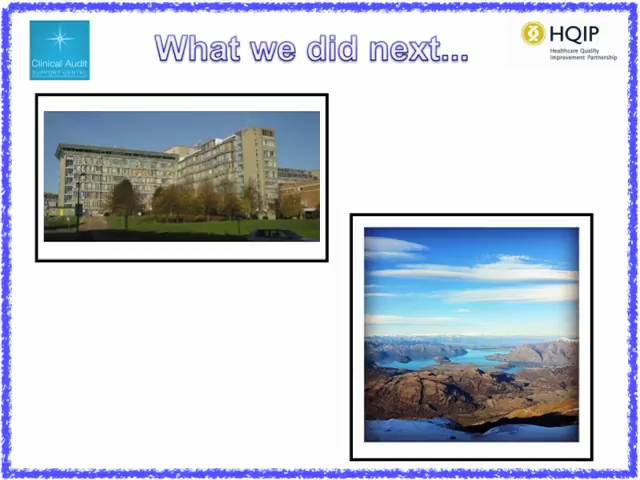 Clinical Audit
SUPPORT CENTRE
What we did next...
HQIP
Healthcare Quality
Improvement Partnership